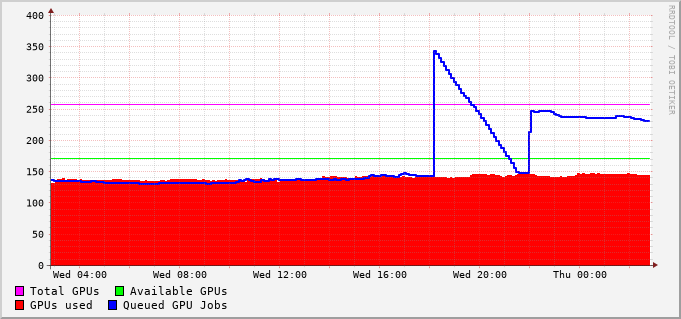 400
350
300
250
200
150
100
50
0
Wed 04:00 Wed 08:00 Wed 12:00 Wed 16:00 Wed 20:00 Thu 00:00
Total GPUs Available GPUs
GPUs used Queued GPU Jobs
RRDTOOL / TOBI OETIKER